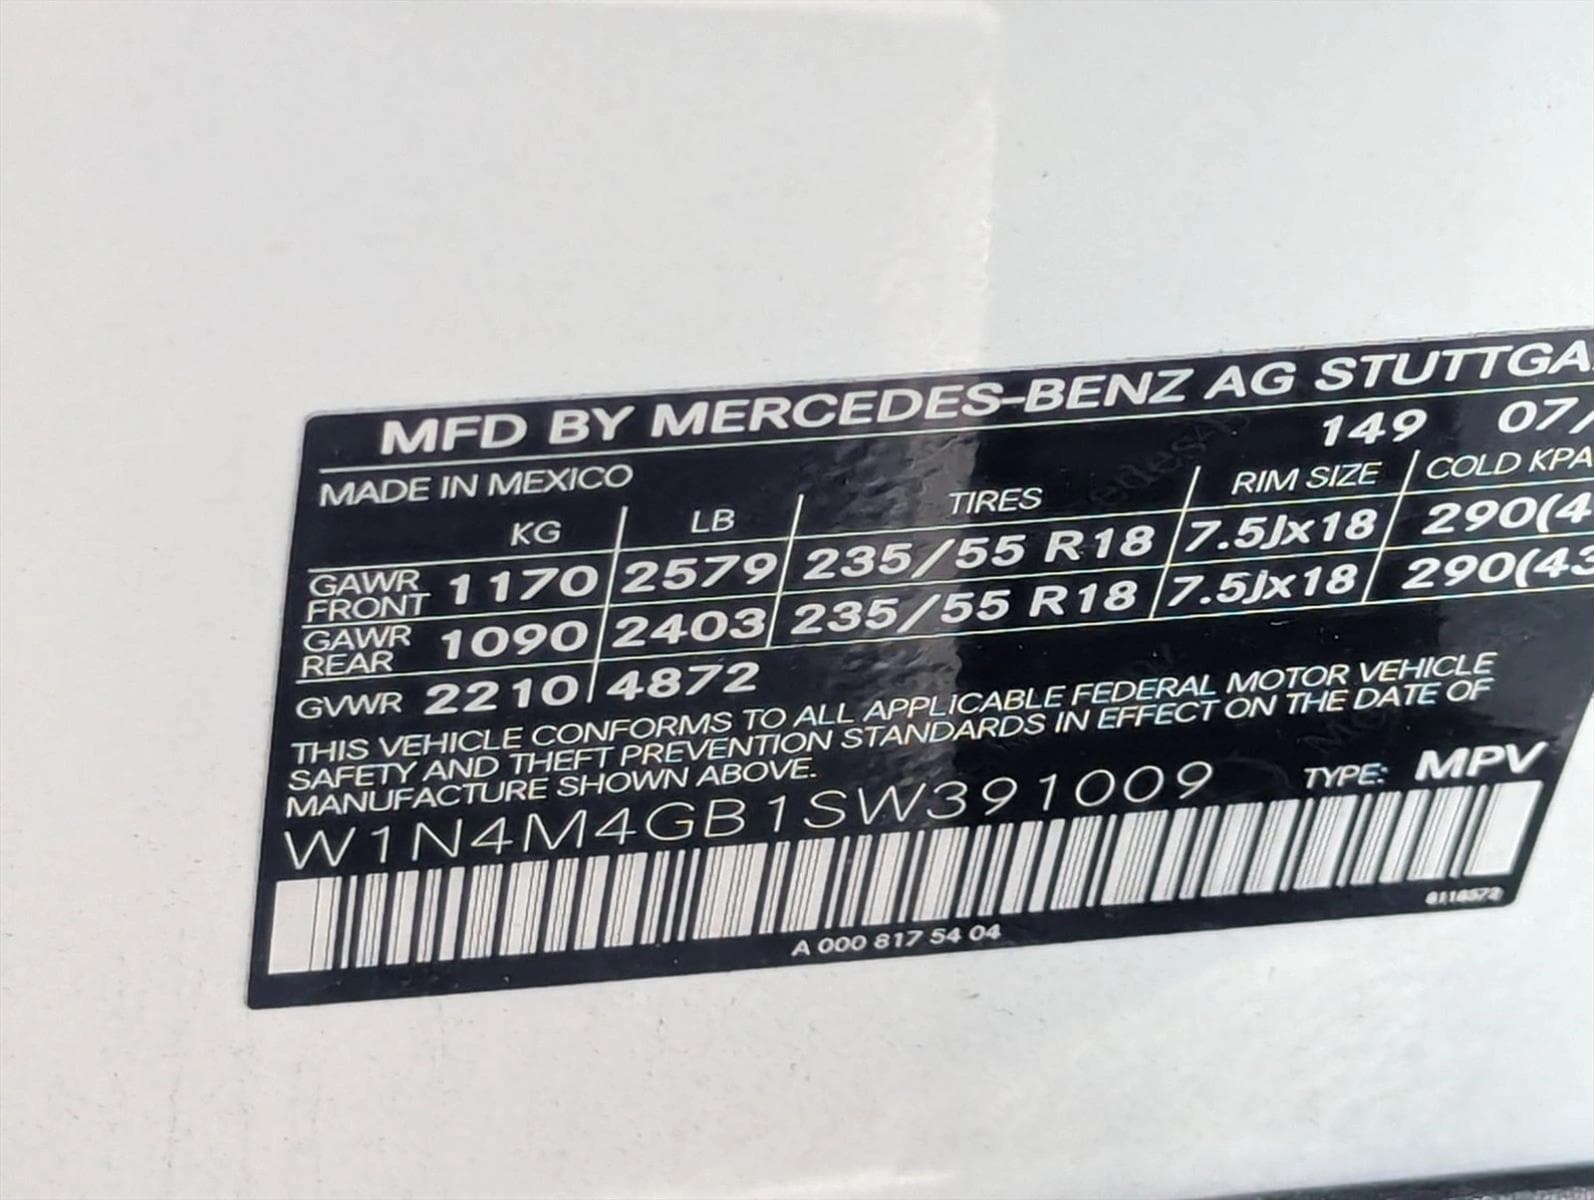 MFD BY MERCEDES-BENZ AG STUTTGA
149 07/
MADE IN MEXICO
KG LB TIRES RIM SIZE COLD KPA
GAWR FRONT 1170 2579 235/55 R18 7.5Jx18 290(4
GAWR REAR 1090 2403 235/55 R18 7.5Jx18 290(43
GVWR 2210 4872
THIS VEHICLE CONFORMS TO ALL APPLICABLE FEDERAL MOTOR VEHICLE
SAFETY AND THEFT PREVENTION STANDARDS IN EFFECT ON THE DATE OF
MANUFACTURE SHOWN ABOVE.
W1N4M4GB1SW391009 TYPE: MPV
A 000 817 54 04